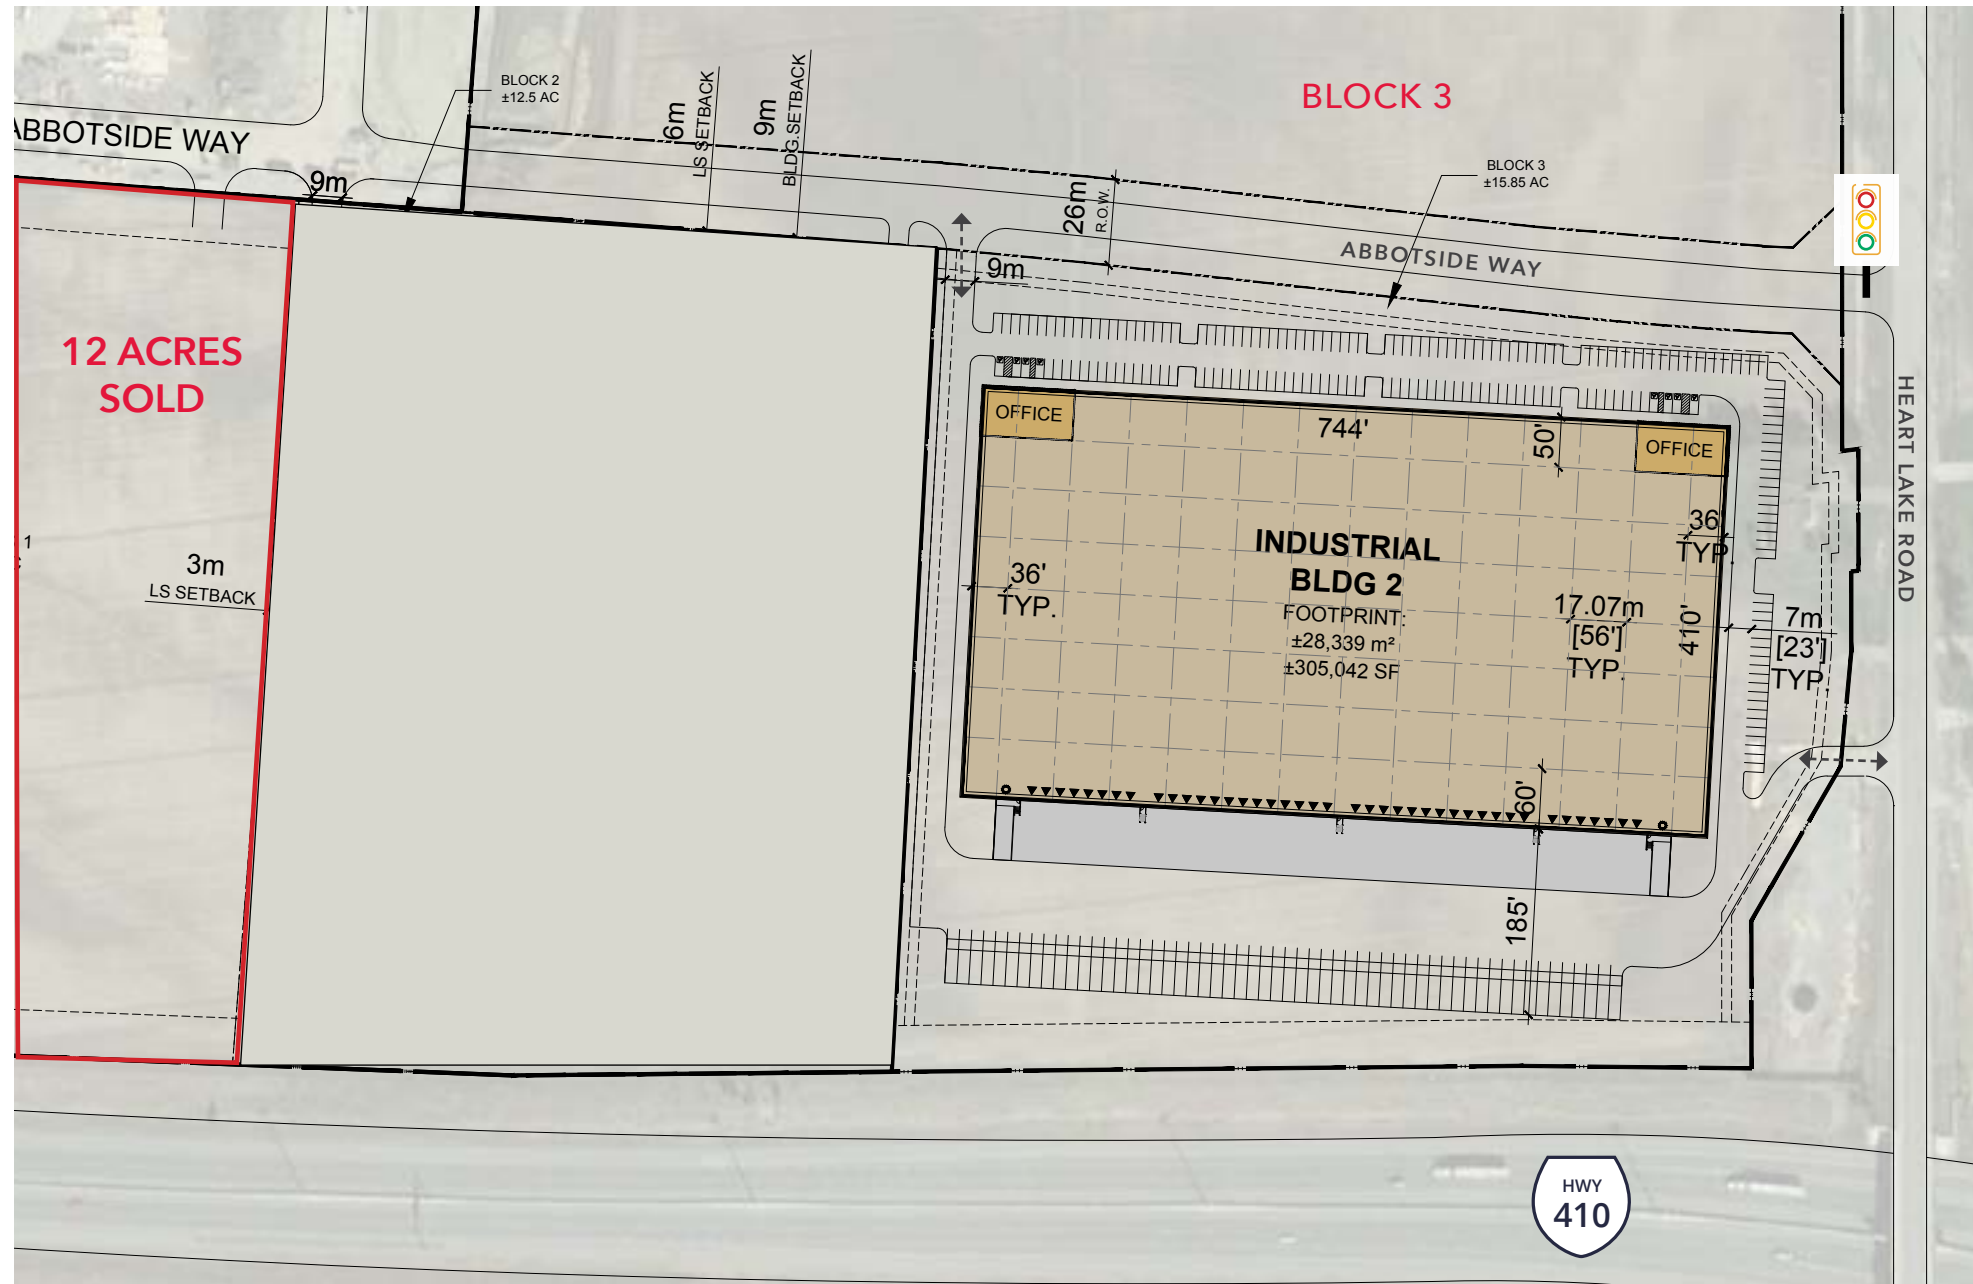 BLOCK 2
±12.5 AC
6m
LS SETBACK
9m
BLDG.SETBACK
BLOCK 3
ABBOTSIDE WAY
9m
BLOCK 3
±15.85 AC
26m
R.O.W.
ABBOTSIDE WAY
9m
12 ACRES
SOLD
OFFICE
744'
50'
OFFICE
HEART LAKE ROAD
1
3m
LS SETBACK
36'
TYP.
INDUSTRIAL
BLDG 2
FOOTPRINT:
±28,339 m²
±305,042 SF
36'
TYP.
17.07m
[56']
TYP.
410'
7m
[23']
TYP.
60'
185'
HWY
410